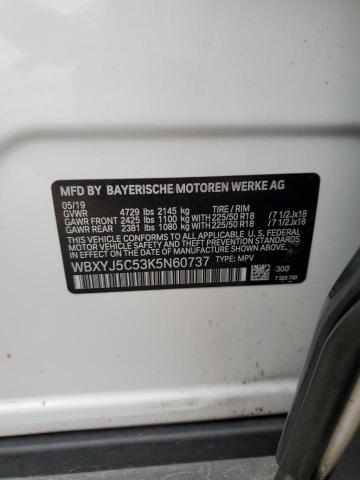 MFD BY BAYERISCHE MOTOREN WERKE AG
05/19 TIRE / RIM
GVWR 4729 lbs 2145 kg
GAWR FRONT 2425 lbs 1100 kg WITH 225/50 R18 /7 1/2Jx18
GAWR REAR 2381 lbs 1080 kg WITH 225/50 R18 /7 1/2Jx18
THIS VEHICLE CONFORMS TO ALL APPLICABLE U.S. FEDERAL MOTOR VEHICLE
SAFETY, BUMPER, AND THEFT PREVENTION STANDARDS IN EFFECT ON THE
DATE OF MANUFACTURE SHOWN ABOVE.
WBXYJ5C53K5N60737 TYPE: MPV
300